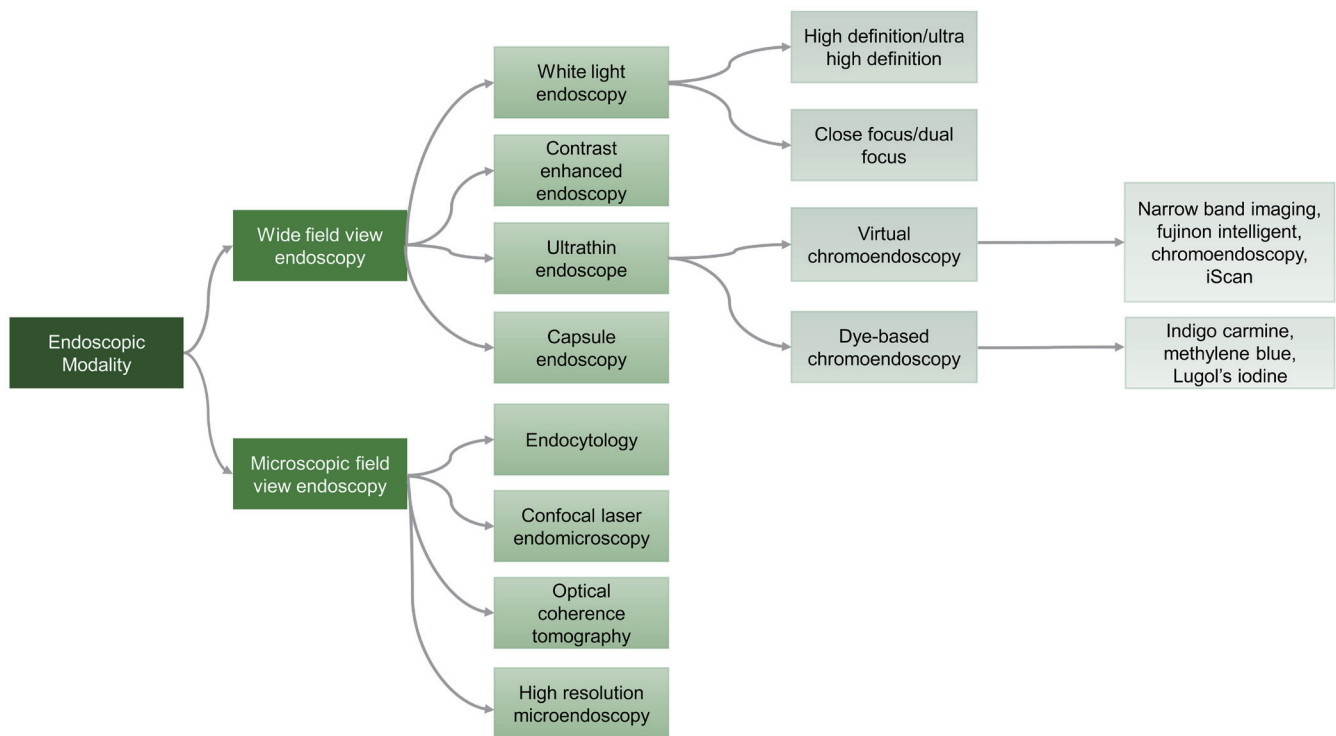 Endoscopic
Modality
Wide field view
endoscopy
Microscopic field
view endoscopy
White light
endoscopy
Contrast
enhanced
endoscopy
Ultrathin
endoscope
Capsule
endoscopy
Endocytology
Confocal laser
endomicroscopy
Optical
coherence
tomography
High resolution
microendoscopy
High definition/ultra
high definition
Close focus/dual
focus
Virtual
chromoendoscopy
Dye-based
chromoendoscopy
Narrow band imaging,
fujinon intelligent,
chromoendoscopy,
iScan
Indigo carmine,
methylene blue,
Lugol's iodine